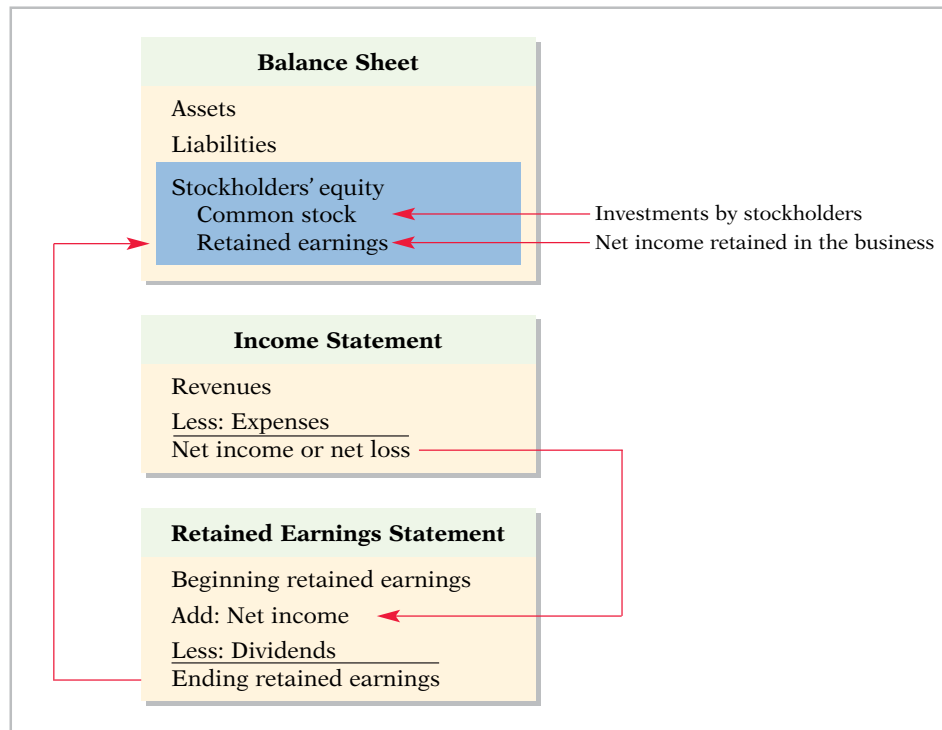 Balance Sheet
Assets
Liabilities
Stockholders’ equity
Common stock
Investments by stockholders
Retained earnings
Net income retained in the business
Income Statement
Revenues
Less: Expenses
Net income or net loss
Retained Earnings Statement
Beginning retained earnings
Add: Net income
Less: Dividends
Ending retained earnings